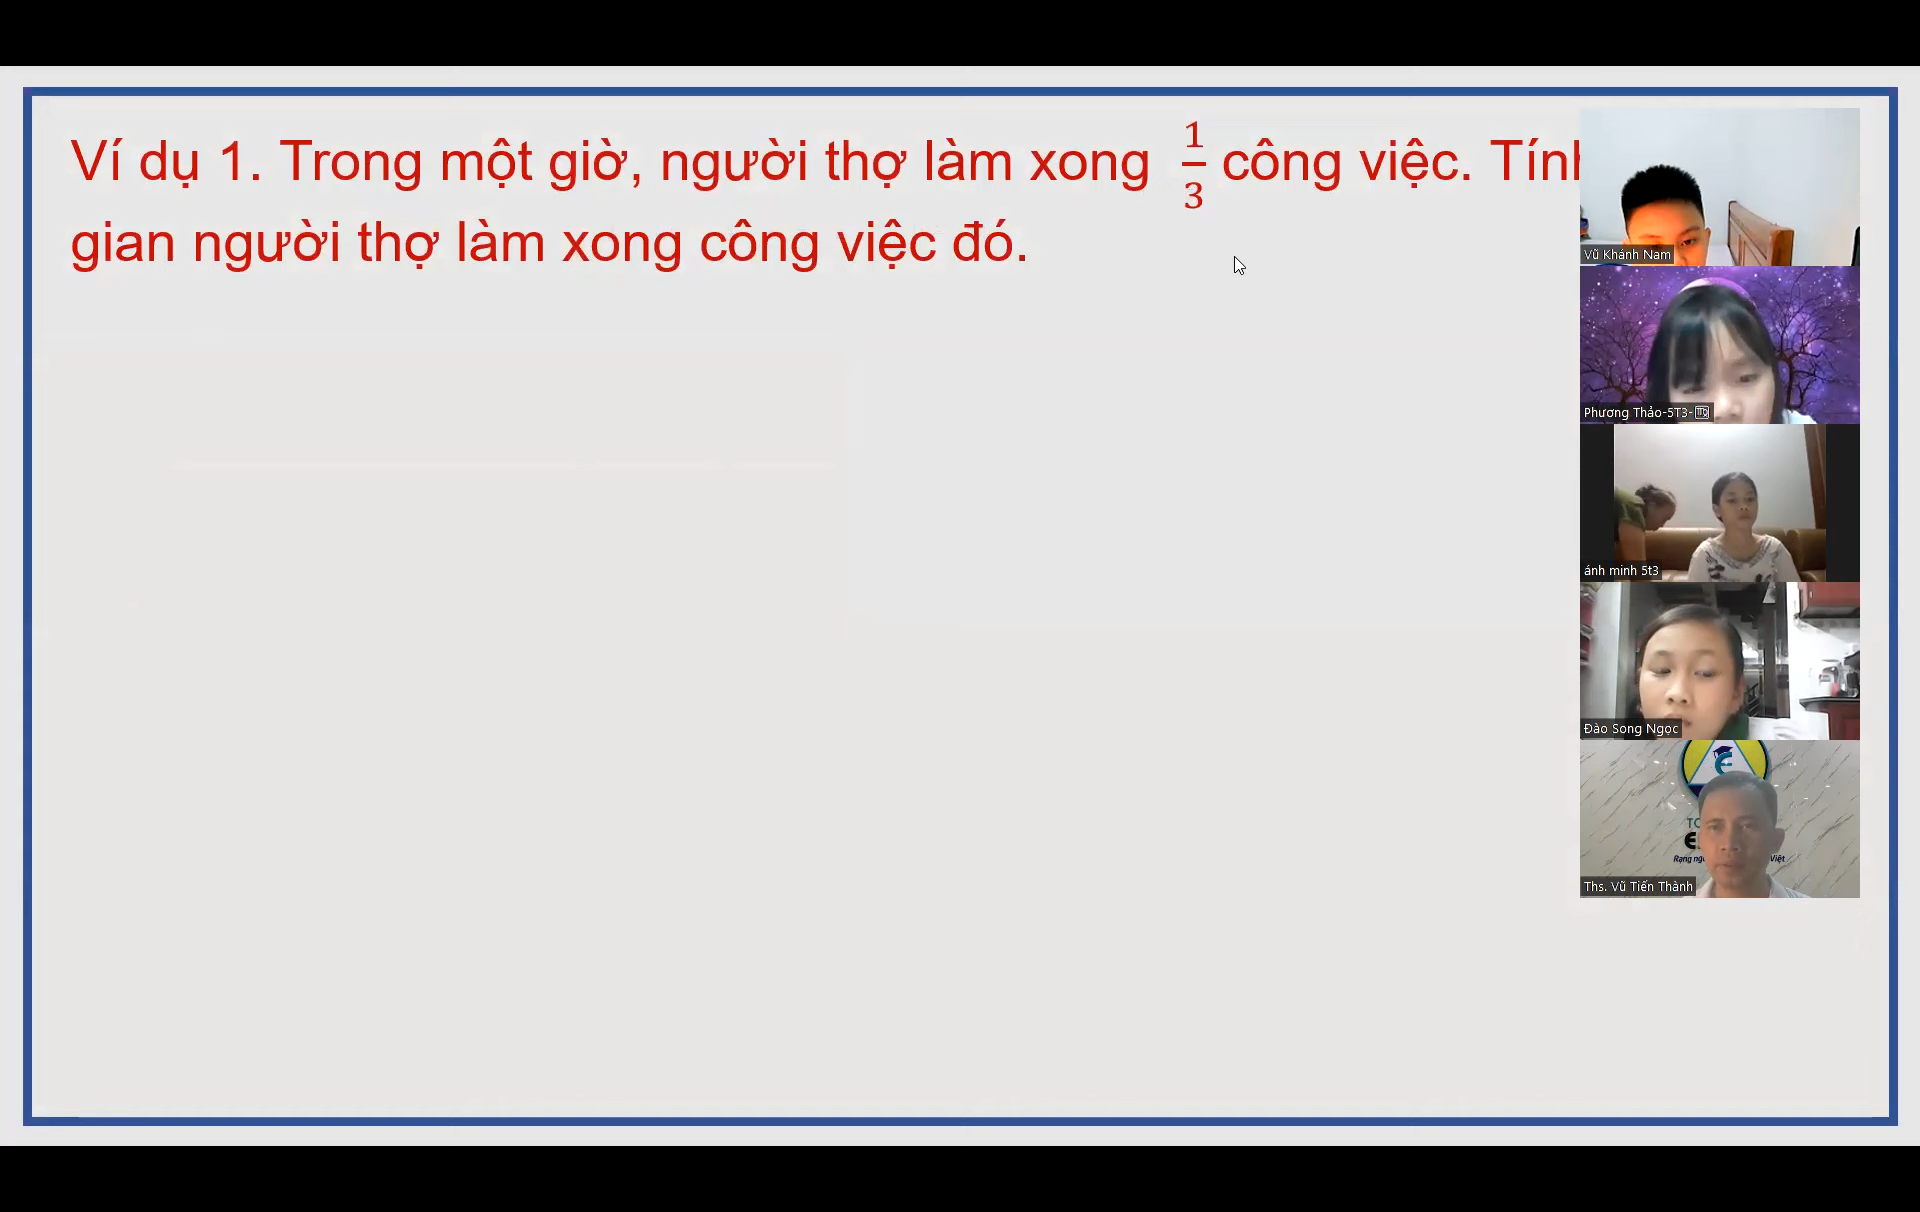 Ví dụ 1. Trong một giờ, người thợ làm xong 1/3 công việc. Tính
gian người thợ làm xong công việc đó.
Vũ Khánh Nam
Phương Thảo-5T3-
ánh minh 5t3
Đào Song Ngọc
Việt
Ths. Vũ Tiến Thành